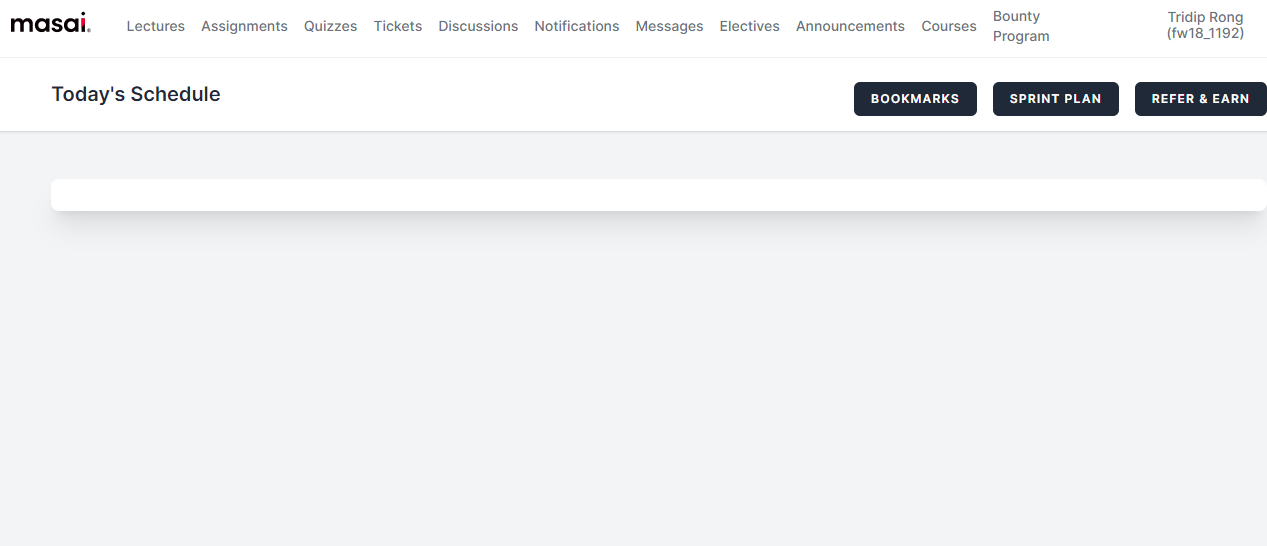 masai.
Lectures Assignments Quizzes Tickets Discussions Notifications Messages Electives Announcements Courses Bounty Program Tridip Rong (fw18_1192)
Today's Schedule
BOOKMARKS SPRINT PLAN REFER & EARN